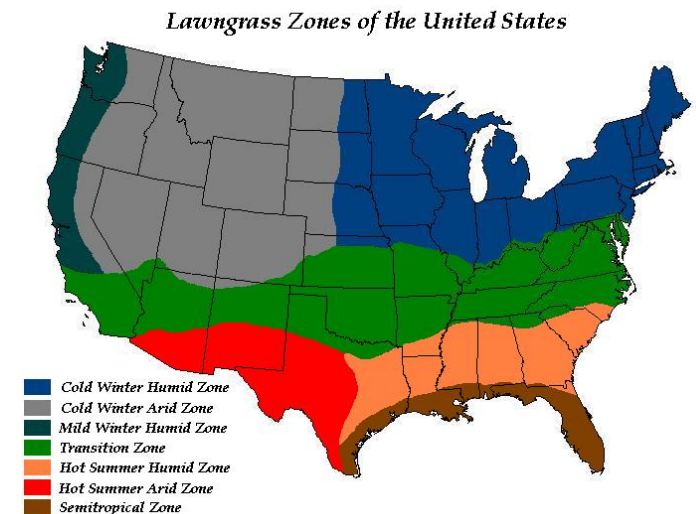 Lawngrass Zones of the United States
Cold Winter Humid Zone
Cold Winter Arid Zone
Mild Winter Humid Zone
Transition Zone
Hot Summer Humid Zone
Hot Summer Arid Zone
Semitropical Zone